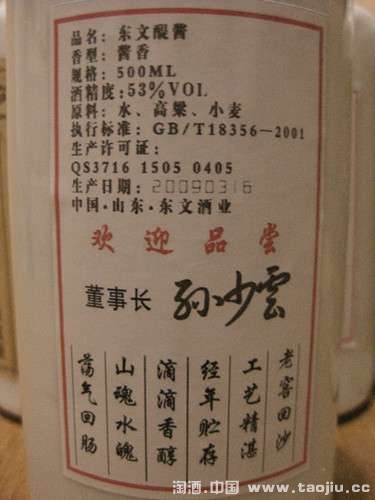 品名：东文醍酱
香型：酱香
规格：500ML
酒精度：53%VOL
原料：水、高粱、小麦
执行标准：GB/T18356—2001
生产许可证：
QS3716 1505 0405
生产日期：20090316
中国·山东·东文酒业
欢迎品尝
董事长 孙少雲
老窖回沙
工艺精湛
经年贮存
滴滴香醇
山魂水魄
荡气回肠
淘酒.中国 www.taojiu.cc